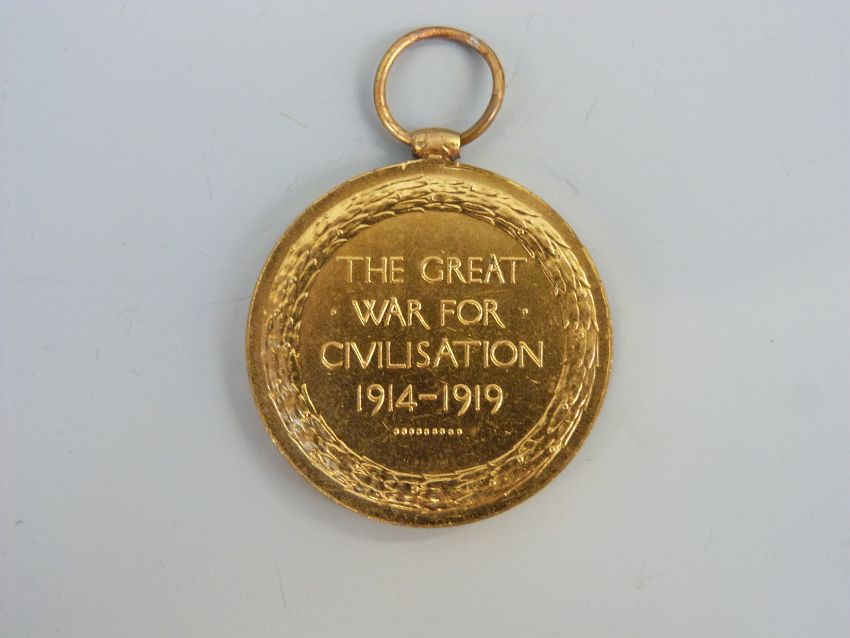 THE GREAT
· WAR FOR ·
CIVILISATION
1914-1919